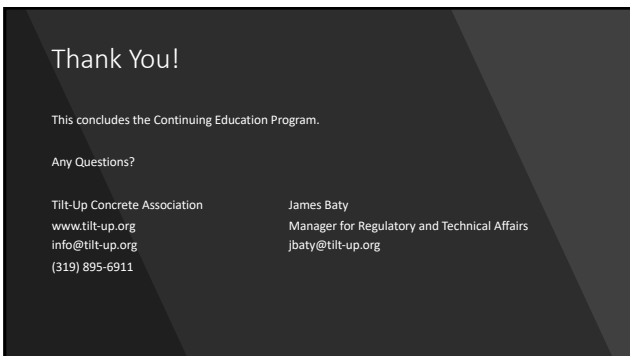 Thank You!
This concludes the Continuing Education Program.
Any Questions?
Tilt-Up Concrete Association
www.tilt-up.org
info@tilt-up.org
(319) 895-6911
James Baty
Manager for Regulatory and Technical Affairs
jbaty@tilt-up.org